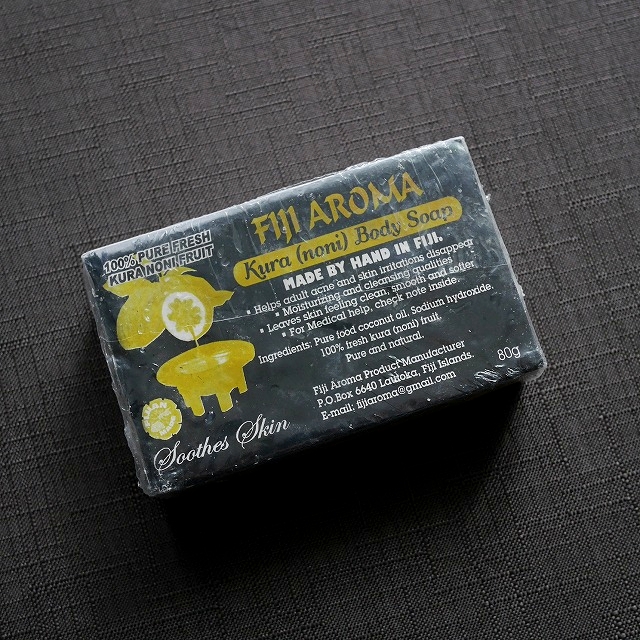 FIJI AROMA
Kura (noni) Body Soap
MADE BY HAND IN FIJI.
100% PURE FRESH
KURA NONI FRUIT
• Helps adult acne and skin irritations disappear
• Moisturizing and cleansing qualities
• Leaves skin feeling clean, smooth and softer
• For Medical help, check note inside.
Ingredients: Pure food coconut oil. Sodium hydroxide.
100% fresh kura (noni) fruit.
Pure and natural.
80g
Fiji Aroma Product Manufacturer
P.O.Box 6640 Lautoka, Fiji Islands.
E-mail: fijiaroma@gmail.com
Soothes Skin